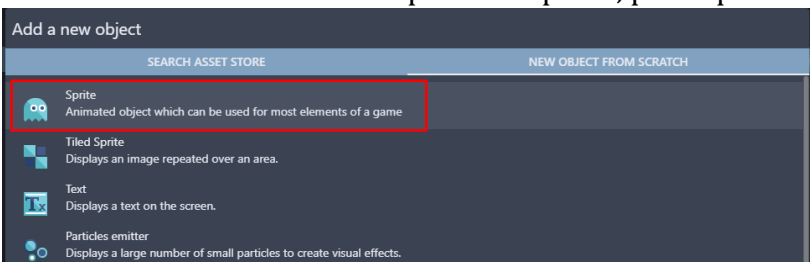 Add a new object
SEARCH ASSET STORE
NEW OBJECT FROM SCRATCH
Sprite
Animated object which can be used for most elements of a game
Tiled Sprite
Displays an image repeated over an area.
Text
Tx
Displays a text on the screen.
Particles emitter
Displays a large number of small particles to create visual effects.